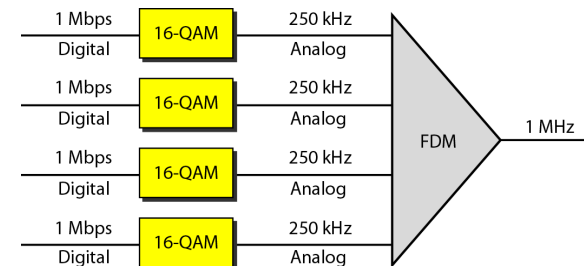 1 Mbps
Digital
16-QAM
250 kHz
Analog
1 Mbps
Digital
16-QAM
250 kHz
Analog
1 Mbps
Digital
16-QAM
250 kHz
Analog
1 Mbps
Digital
16-QAM
250 kHz
Analog
FDM
1 MHz